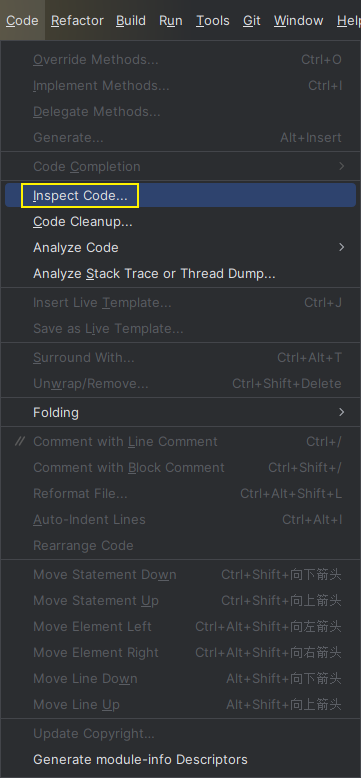 Code Refactor Build Run Tools Git Window Help
Override Methods... Ctrl+O
Implement Methods... Ctrl+I
Delegate Methods...
Generate... Alt+Insert
Code Completion
Inspect Code...
Code Cleanup...
Analyze Code
Analyze Stack Trace or Thread Dump...
Insert Live Template... Ctrl+J
Save as Live Template...
Surround With... Ctrl+Alt+T
Unwrap/Remove... Ctrl+Shift+Delete
Folding
Comment with Line Comment Ctrl+/
Comment with Block Comment Ctrl+Shift+/
Reformat File... Ctrl+Alt+Shift+L
Auto-Indent Lines Ctrl+Alt+I
Rearrange Code
Move Statement Down Ctrl+Shift+向下箭头
Move Statement Up Ctrl+Shift+向上箭头
Move Element Left Ctrl+Alt+Shift+向左箭头
Move Element Right Ctrl+Alt+Shift+向右箭头
Move Line Down Alt+Shift+向下箭头
Move Line Up Alt+Shift+向上箭头
Update Copyright...
Generate module-info Descriptors